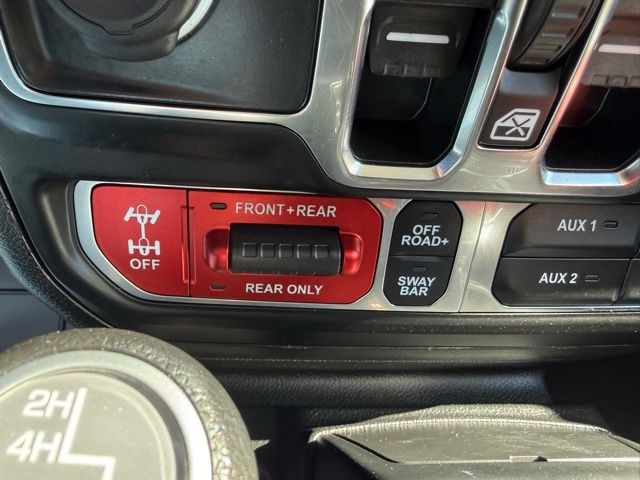 FRONT+REAR
OFF
REAR ONLY
OFF
ROAD+
SWAY
BAR
AUX 1
AUX 2
2H
4H